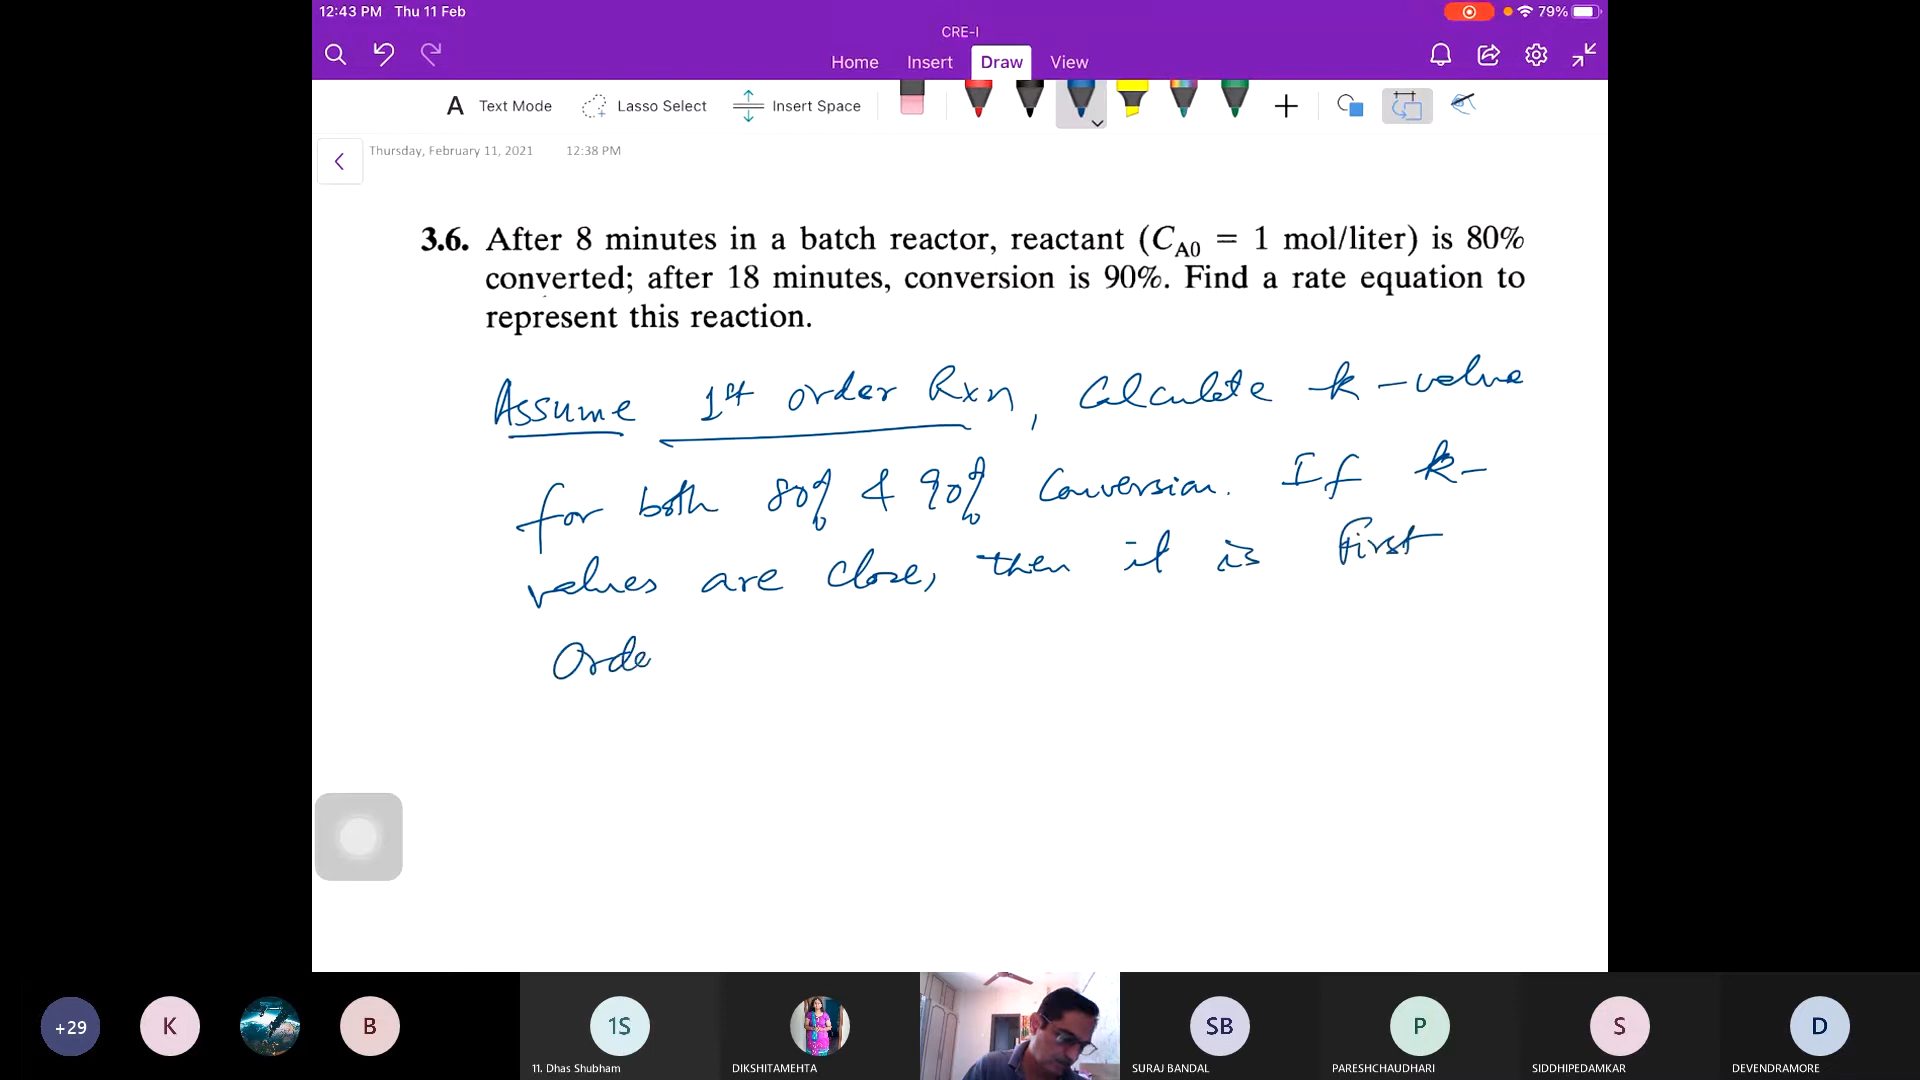 12:43 PM Thu 11 Feb
79%
CRE-I
Home Insert Draw View
A Text Mode Lasso Select Insert Space
Thursday, February 11, 2021 12:38 PM
3.6. After 8 minutes in a batch reactor, reactant (C_A0 = 1 mol/liter) is 80%
converted; after 18 minutes, conversion is 90%. Find a rate equation to
represent this reaction.
Assume 1st order Rxn, Calculate k-value
for both 80% & 90% Conversion. If k-
values are close, then it is first
Orde
+29 K B 1S SB P S D
11. Dhas Shubham DIKSHITAMEHTA SURAJ BANDAL PARESHCHAUDHARI SIDDHIPEDAMKAR DEVENDRAMORE